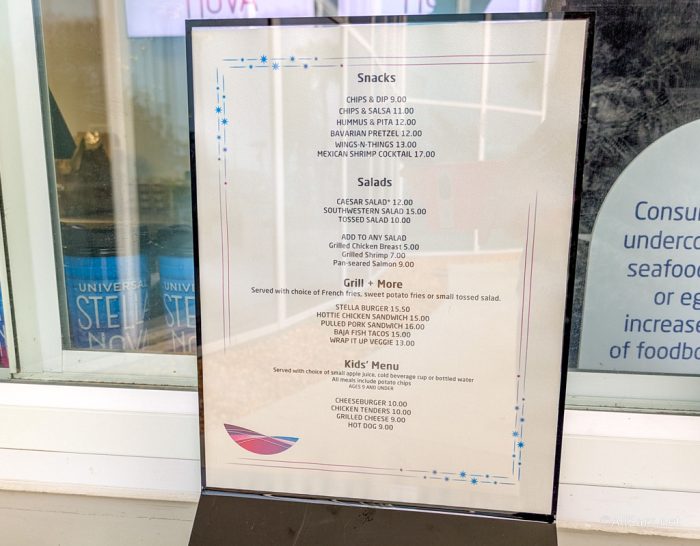 NOVA
Snacks
CHIPS & DIP 9.00
CHIPS & SALSA 11.00
HUMMUS & PITA 12.00
BAVARIAN PRETZEL 12.00
WINGS-N-THINGS 13.00
MEXICAN SHRIMP COCKTAIL 17.00
Salads
CAESAR SALAD* 12.00
SOUTHWESTERN SALAD 15.00
TOSSED SALAD 10.00
ADD TO ANY SALAD
Grilled Chicken Breast 5.00
Grilled Shrimp 7.00
Pan-seared Salmon 9.00
Grill + More
Served with choice of French fries, sweet potato fries or small tossed salad.
STELLA BURGER 15.50
HOTTIE CHICKEN SANDWICH 15.00
PULLED PORK SANDWICH 16.00
BAJA FISH TACOS 15.00
WRAP IT UP VEGGIE 13.00
Kids' Menu
Served with choice of small apple juice, cold beverage cup or bottled water
All meals include potato chips
AGES 9 AND UNDER
CHEESEBURGER 10.00
CHICKEN TENDERS 10.00
GRILLED CHEESE 9.00
HOT DOG 9.00
UNIVERSAL
STELLA
NOVA
UNIV
STE
NO
Consu
underco
seafoo
or eg
increase
of foodbo